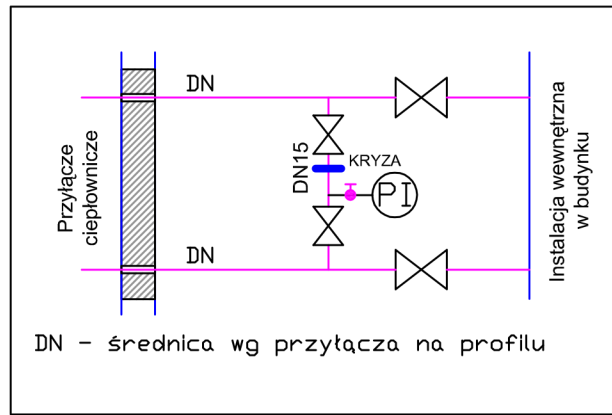 DN
Przyłącze
ciepłownicze
DN15
KRYZA
PI
Instalacja wewnętrzna
w budynku
DN
DN - średnica wg przyłącza na profilu